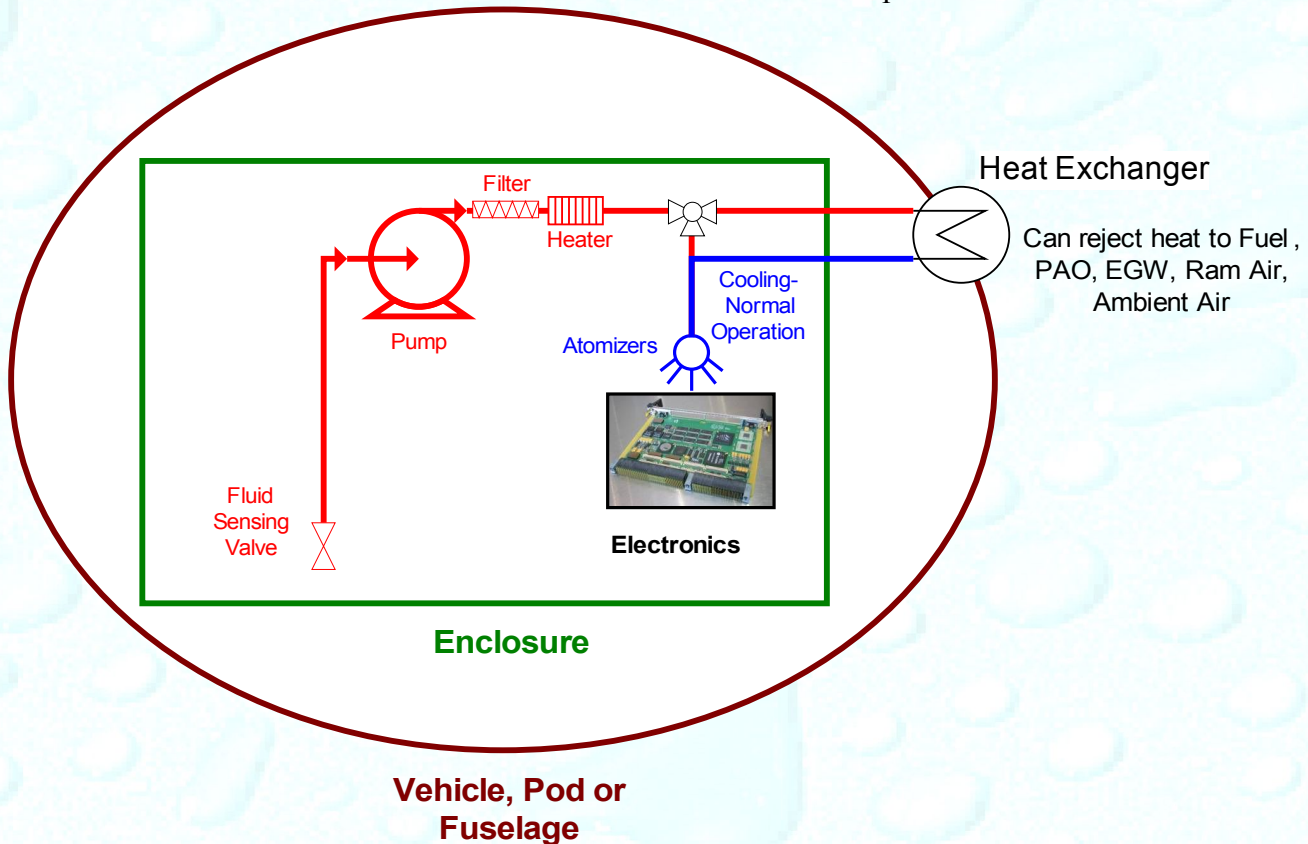 Heat Exchanger
Can reject heat to Fuel ,
PAO, EGW, Ram Air,
Ambient Air
Filter
Heater
Pump
Cooling-
Normal
Operation
Atomizers
Fluid
Sensing
Valve
Electronics
Enclosure
Vehicle, Pod or
Fuselage